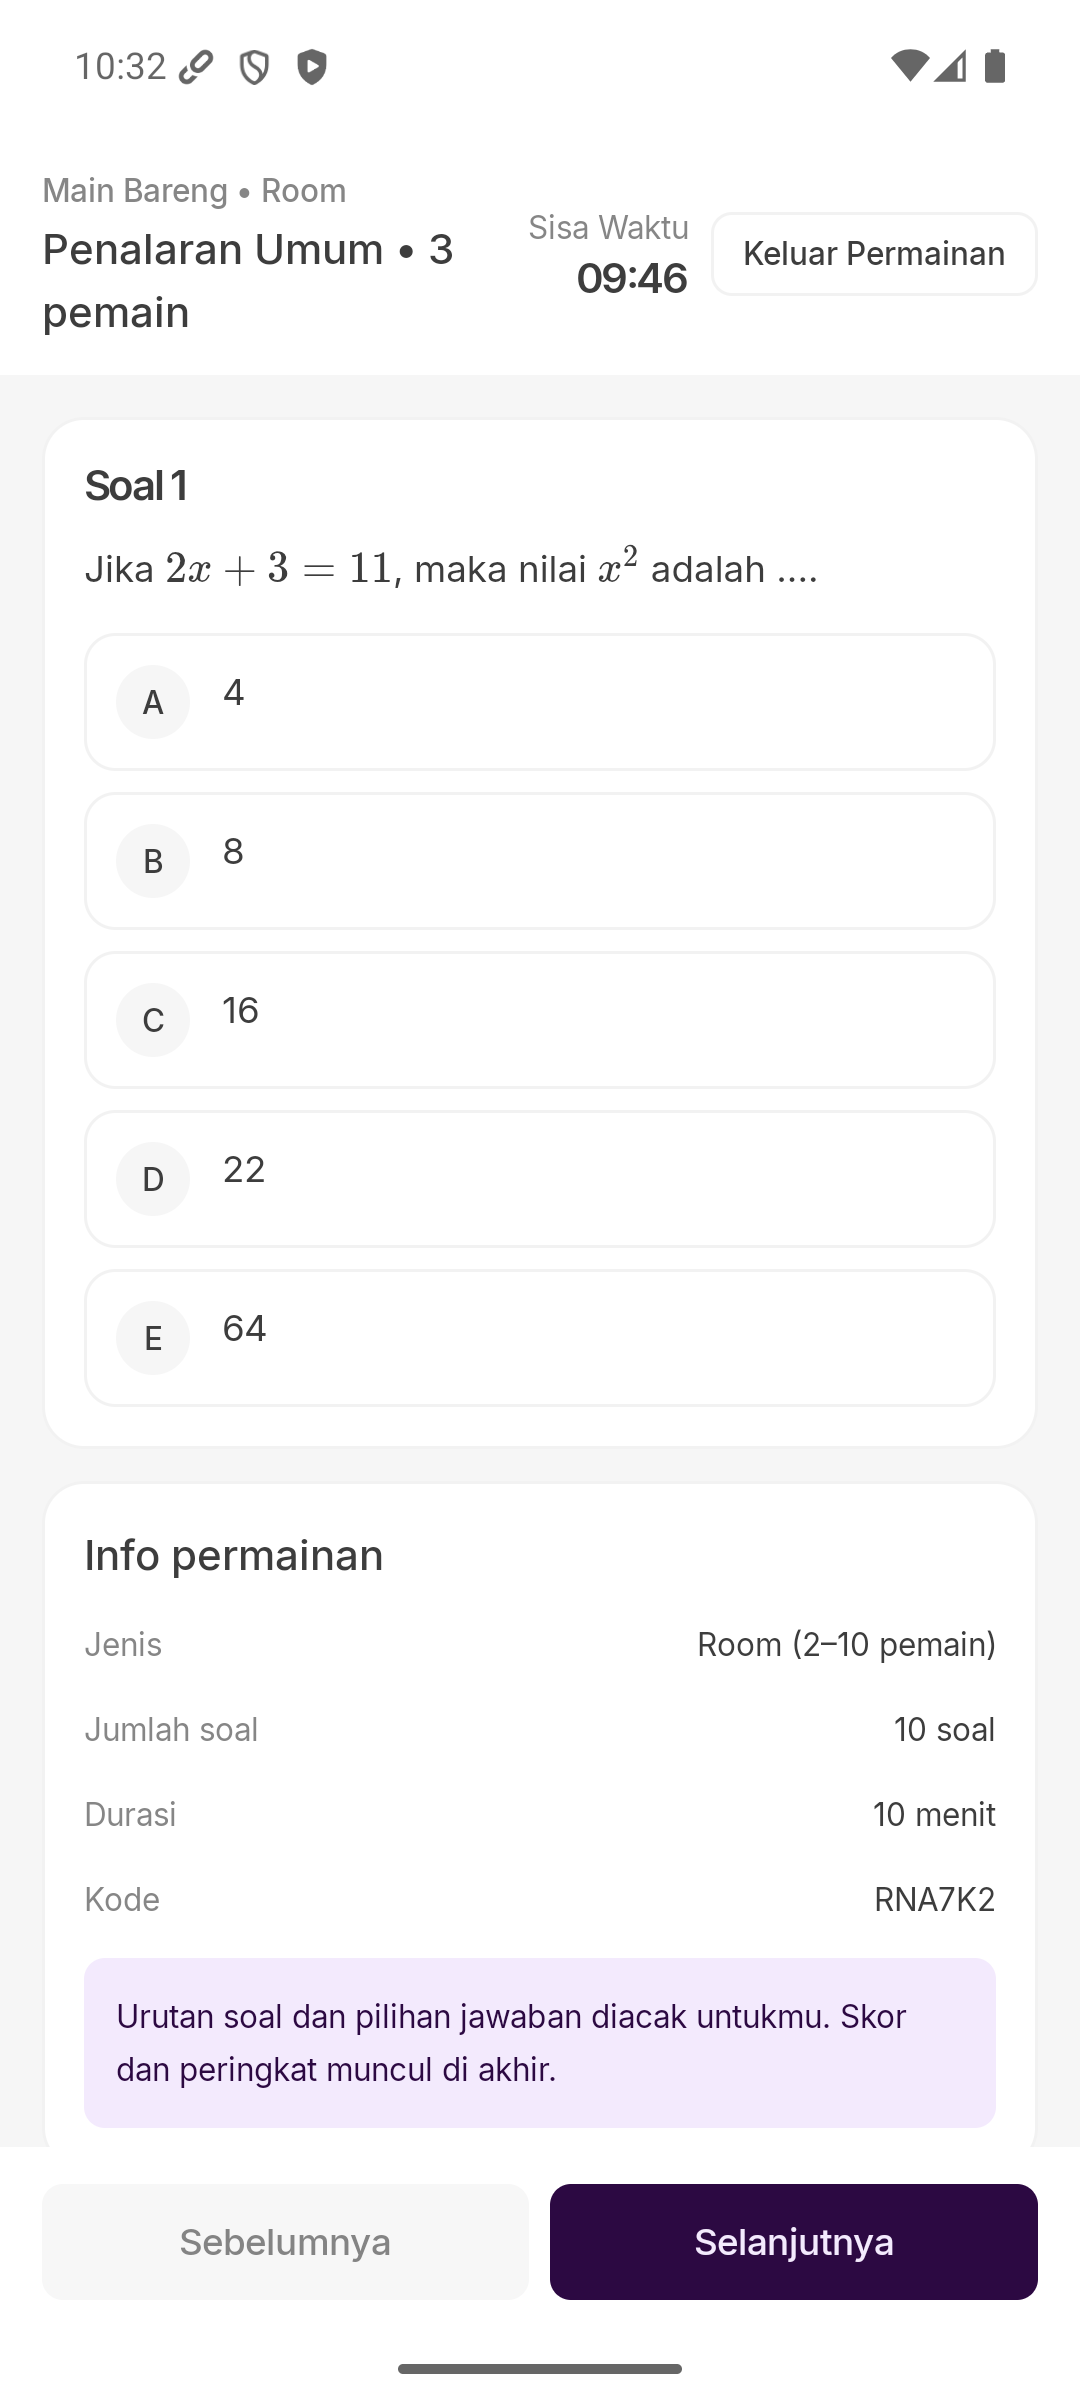 10:32
Main Bareng • Room
Penalaran Umum • 3
pemain
Sisa Waktu
09:46
Keluar Permainan
Soal 1
Jika 2x + 3 = 11, maka nilai x² adalah ....
A 4
B 8
C 16
D 22
E 64
Info permainan
Jenis Room (2–10 pemain)
Jumlah soal 10 soal
Durasi 10 menit
Kode RNA7K2
Urutan soal dan pilihan jawaban diacak untukmu. Skor
dan peringkat muncul di akhir.
Sebelumnya Selanjutnya